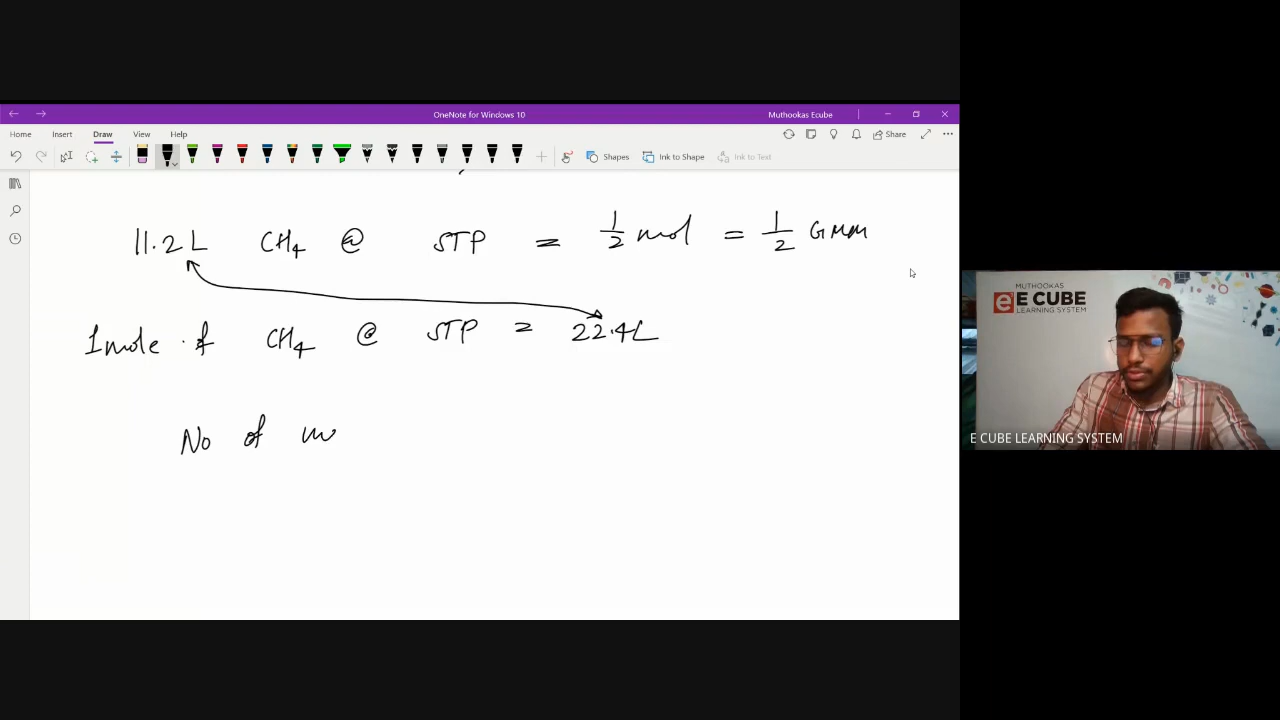 OneNote for Windows 10
Muthookas Ecube
Home Insert Draw View Help
Share
Shapes Ink to Shape Ink to Text
11.2 L CH4 @ STP = 1/2 mol = 1/2 GMM
1 mole of CH4 @ STP = 22.4L
No of mo
MUTHOOKAS
E CUBE
LEARNING SYSTEM
E CUBE LEARNING SYSTEM